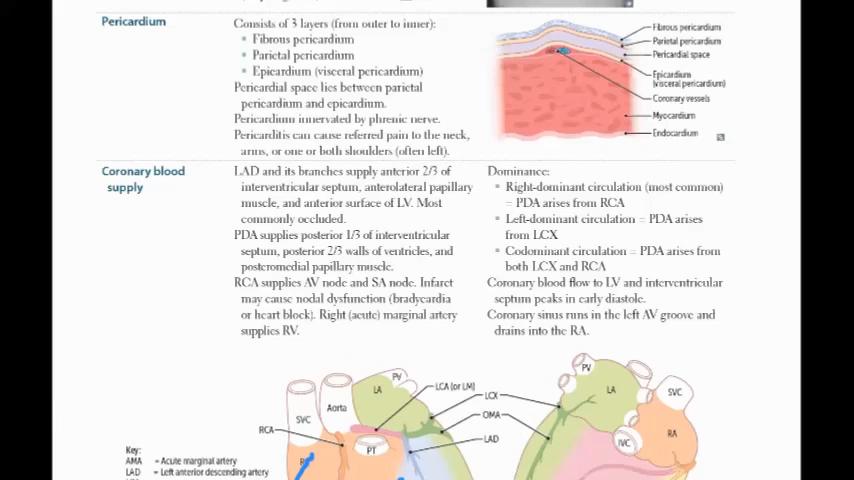 Pericardium
Consists of 3 layers (from outer to inner):
Fibrous pericardium
Parietal pericardium
Epicardium (visceral pericardium)
Pericardial space lies between parietal
pericardium and epicardium.
Pericardium innervated by phrenic nerve.
Pericarditis can cause referred pain to the neck,
arms, or one or both shoulders (often left).
Fibrous pericardium
Parietal pericardium
Pericardial space
Epicardium
(visceral pericardium)
Coronary vessels
Myocardium
Endocardium
Coronary blood
supply
LAD and its branches supply anterior 2/3 of
interventricular septum, anterolateral papillary
muscle, and anterior surface of LV. Most
commonly occluded.
PDA supplies posterior 1/3 of interventricular
septum, posterior 2/3 walls of ventricles, and
posteromedial papillary muscle.
RCA supplies AV node and SA node. Infarct
may cause nodal dysfunction (bradycardia
or heart block). Right (acute) marginal artery
supplies RV.
Dominance:
Right-dominant circulation (most common)
= PDA arises from RCA
Left-dominant circulation = PDA arises
from LCX
Codominant circulation = PDA arises from
both LCX and RCA
Coronary blood flow to LV and interventricular
septum peaks in early diastole.
Coronary sinus runs in the left AV groove and
drains into the RA.
PV
LA
LCA (or LM)
Aorta
SVC
LCX
OMA
RCA
LAD
PT
PV
LA
SVC
RA
IVC
Key:
AMA = Acute marginal artery
LAD = Left anterior descending artery